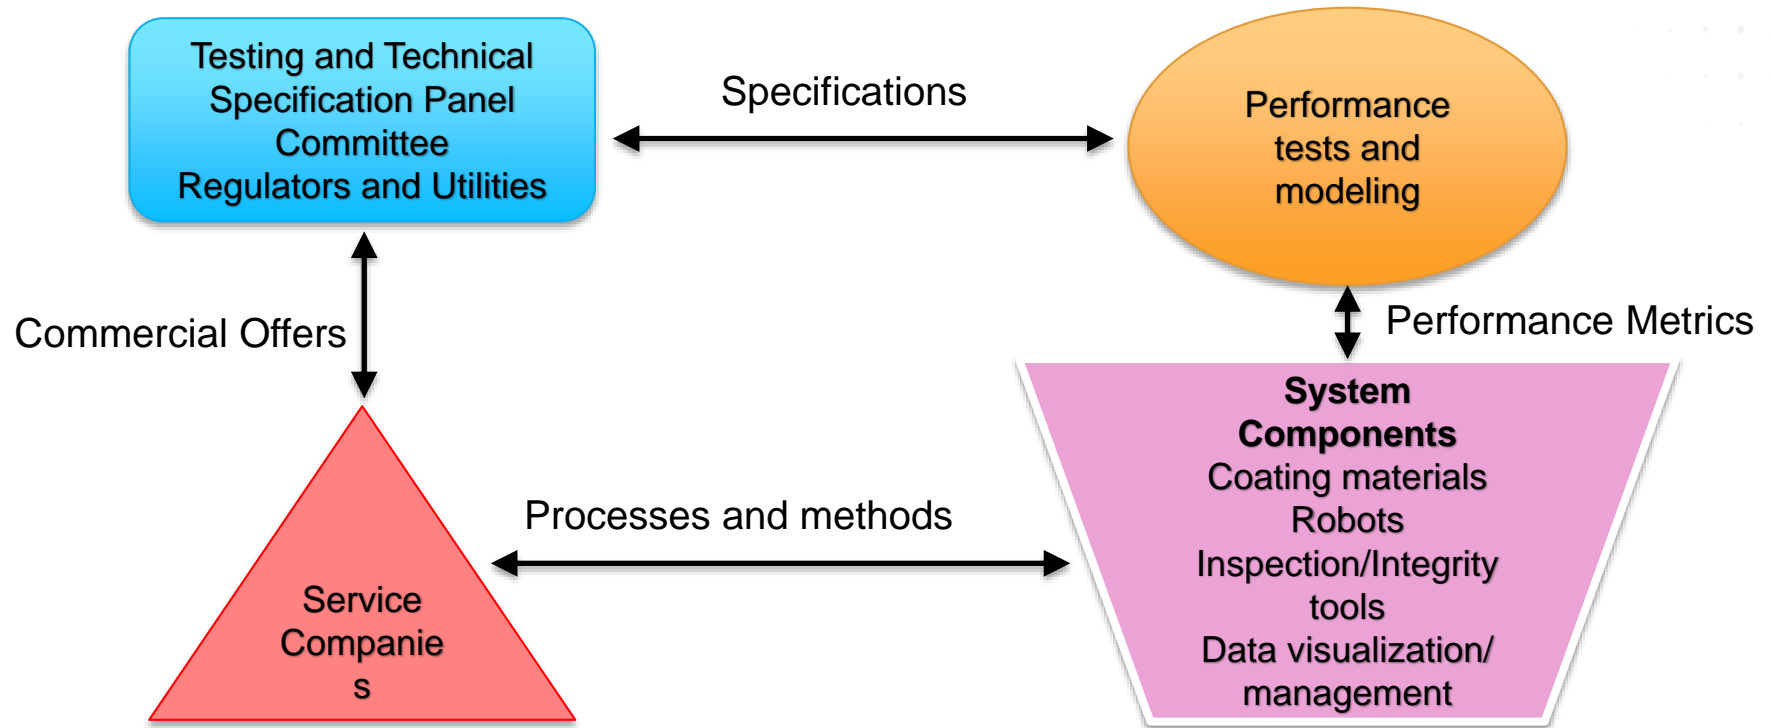 Testing and Technical
Specification Panel
Committee
Regulators and Utilities
Specifications
Performance
tests and
modeling
Commercial Offers
Performance Metrics
Service
Companie
s
Processes and methods
System
Components
Coating materials
Robots
Inspection/Integrity
tools
Data visualization/
management